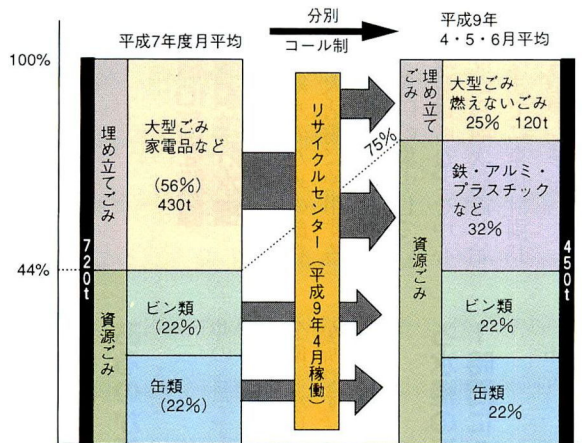 分別
コール制
平成7年度月平均
平成9年
4・5・6月平均
100%
44%
720t
埋め立てごみ
資源ごみ
大型ごみ
家電品など
(56%)
430t
ビン類
(22%)
缶類
(22%)
リサイクルセンター(平成9年4月稼働)
75%
埋め立て
ごみ
資源ごみ
大型ごみ
燃えないごみ
25% 120t
鉄・アルミ・
プラスチック
など
32%
ビン類
22%
缶類
22%
450t